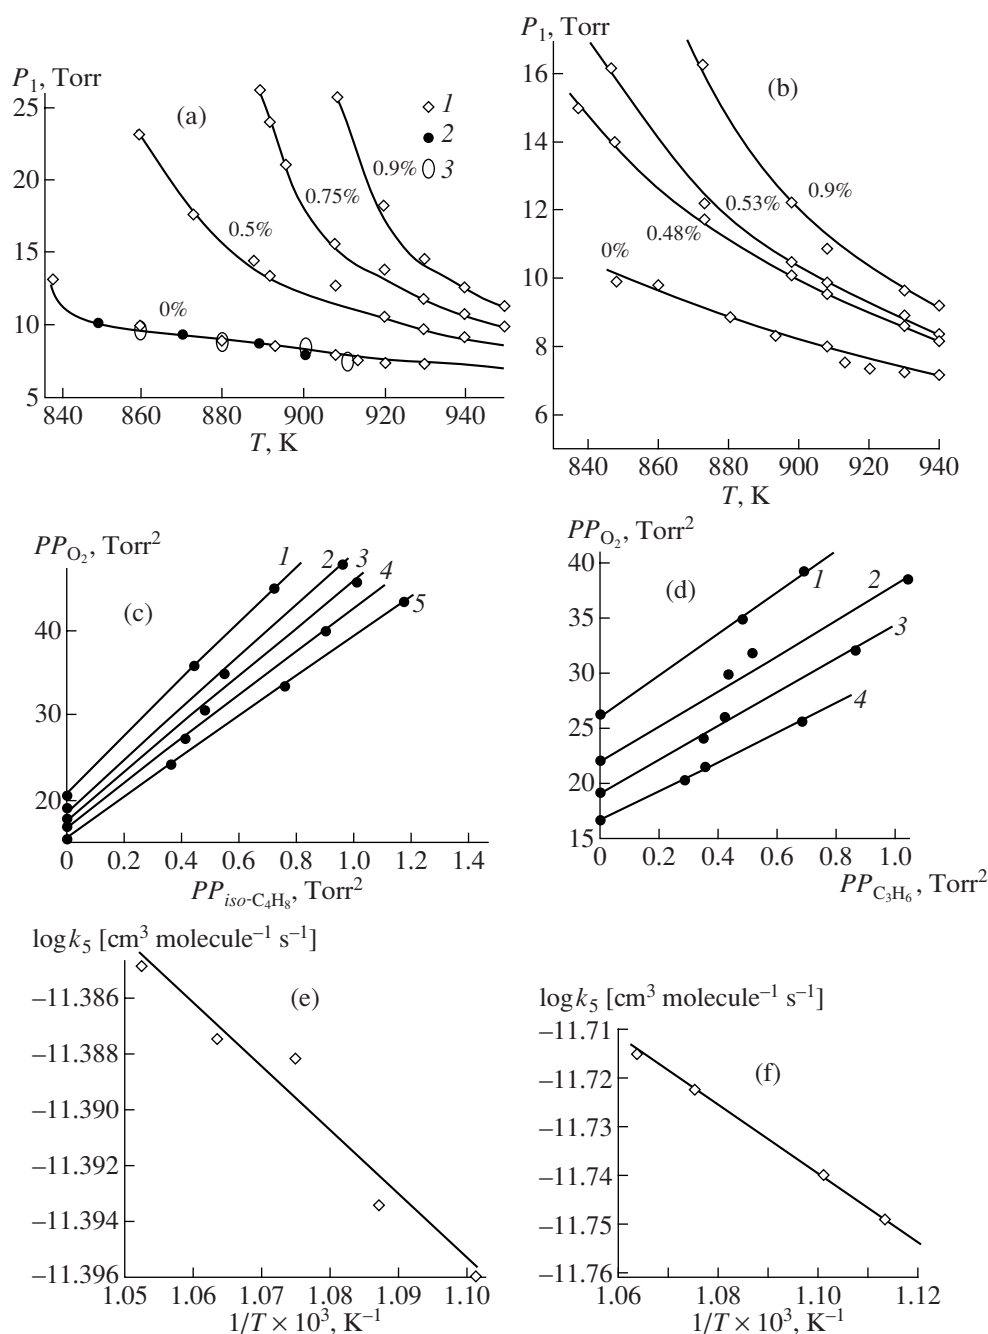 P1, Torr
25
20
15
10
5
(a)
1
2
3
0.9%
0.75%
0.5%
0%
840 860 880 900 920 940
T, K
P1, Torr
16
14
12
10
8
6
(b)
0.9%
0.53%
0.48%
0%
840 860 880 900 920 940
T, K
PP_O2, Torr²
40
30
20
(c)
1 2 3 4 5
0 0.2 0.4 0.6 0.8 1.0 1.2 1.4
PP_iso-C4H8, Torr²
PP_O2, Torr²
40
35
30
25
20
15
(d)
1
2
3
4
0 0.2 0.4 0.6 0.8 1.0
PP_C3H6, Torr²
log k5 [cm³ molecule⁻¹ s⁻¹]
–11.386
–11.388
–11.390
–11.392
–11.394
–11.396
(e)
1.05 1.06 1.07 1.08 1.09 1.10
1/T × 10³, K⁻¹
log k5 [cm³ molecule⁻¹ s⁻¹]
–11.71
–11.72
–11.73
–11.74
–11.75
–11.76
(f)
1.06 1.08 1.10 1.12
1/T × 10³, K⁻¹